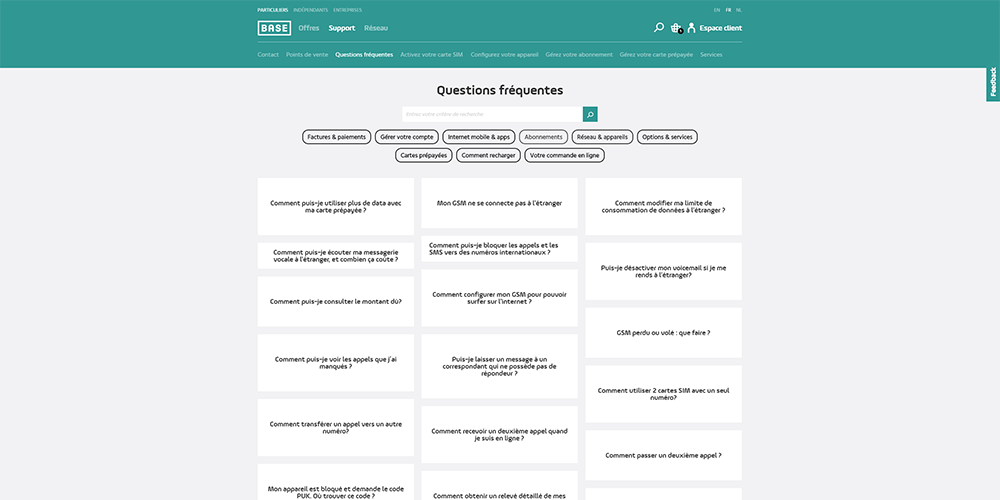 PARTICULIERS INDÉPENDANTS ENTREPRISES EN FR NL
BASE Offres Support Réseau Espace client
Contact Points de vente Questions fréquentes Activez votre carte SIM Configurez votre appareil Gérez votre abonnement Gérez votre carte prépayée Services
Feedback
Questions fréquentes
Entrez votre critère de recherche
Factures & paiements Gérer votre compte Internet mobile & apps Abonnements Réseau & appareils Options & services
Cartes prépayées Comment recharger Votre commande en ligne
Comment puis-je utiliser plus de data avec
ma carte prépayée ?
Mon GSM ne se connecte pas à l'étranger
Comment modifier ma limite de
consommation de données à l'étranger ?
Comment puis-je écouter ma messagerie
vocale à l'étranger, et combien ça coûte ?
Comment puis-je bloquer les appels et les
SMS vers des numéros internationaux ?
Puis-je désactiver mon voicemail si je me
rends à l'étranger?
Comment puis-je consulter le montant dû?
Comment configurer mon GSM pour pouvoir
surfer sur l'internet ?
GSM perdu ou volé : que faire ?
Comment puis-je voir les appels que j'ai
manqués ?
Puis-je laisser un message à un
correspondant qui ne possède pas de
répondeur ?
Comment utiliser 2 cartes SIM avec un seul
numéro?
Comment transférer un appel vers un autre
numéro?
Comment recevoir un deuxième appel quand
je suis en ligne ?
Comment passer un deuxième appel ?
Mon appareil est bloqué et demande le code
PUK. Où trouver ce code ?
Comment obtenir un relevé détaillé de mes